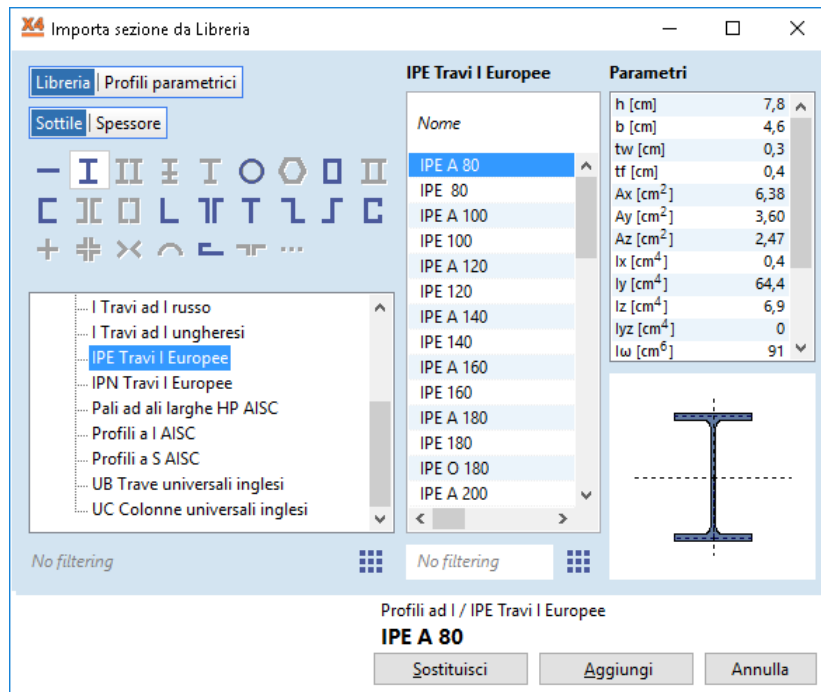 X4 Importa sezione da Libreria
Libreria | Profili parametrici
Sottile | Spessore
I Travi ad I russo
I Travi ad I ungheresi
IPE Travi I Europee
IPN Travi I Europee
Pali ad ali larghe HP AISC
Profili a I AISC
Profili a S AISC
UB Trave universali inglesi
UC Colonne universali inglesi
No filtering
IPE Travi I Europee
Nome
IPE A 80
IPE 80
IPE A 100
IPE 100
IPE A 120
IPE 120
IPE A 140
IPE 140
IPE A 160
IPE 160
IPE A 180
IPE 180
IPE O 180
IPE A 200
No filtering
Parametri
h [cm] 7,8
b [cm] 4,6
tw [cm] 0,3
tf [cm] 0,4
Ax [cm²] 6,38
Ay [cm²] 3,60
Az [cm²] 2,47
Ix [cm⁴] 0,4
Iy [cm⁴] 64,4
Iz [cm⁴] 6,9
Iyz [cm⁴] 0
Iω [cm⁶] 91
Profili ad I / IPE Travi I Europee
IPE A 80
Sostituisci Aggiungi Annulla